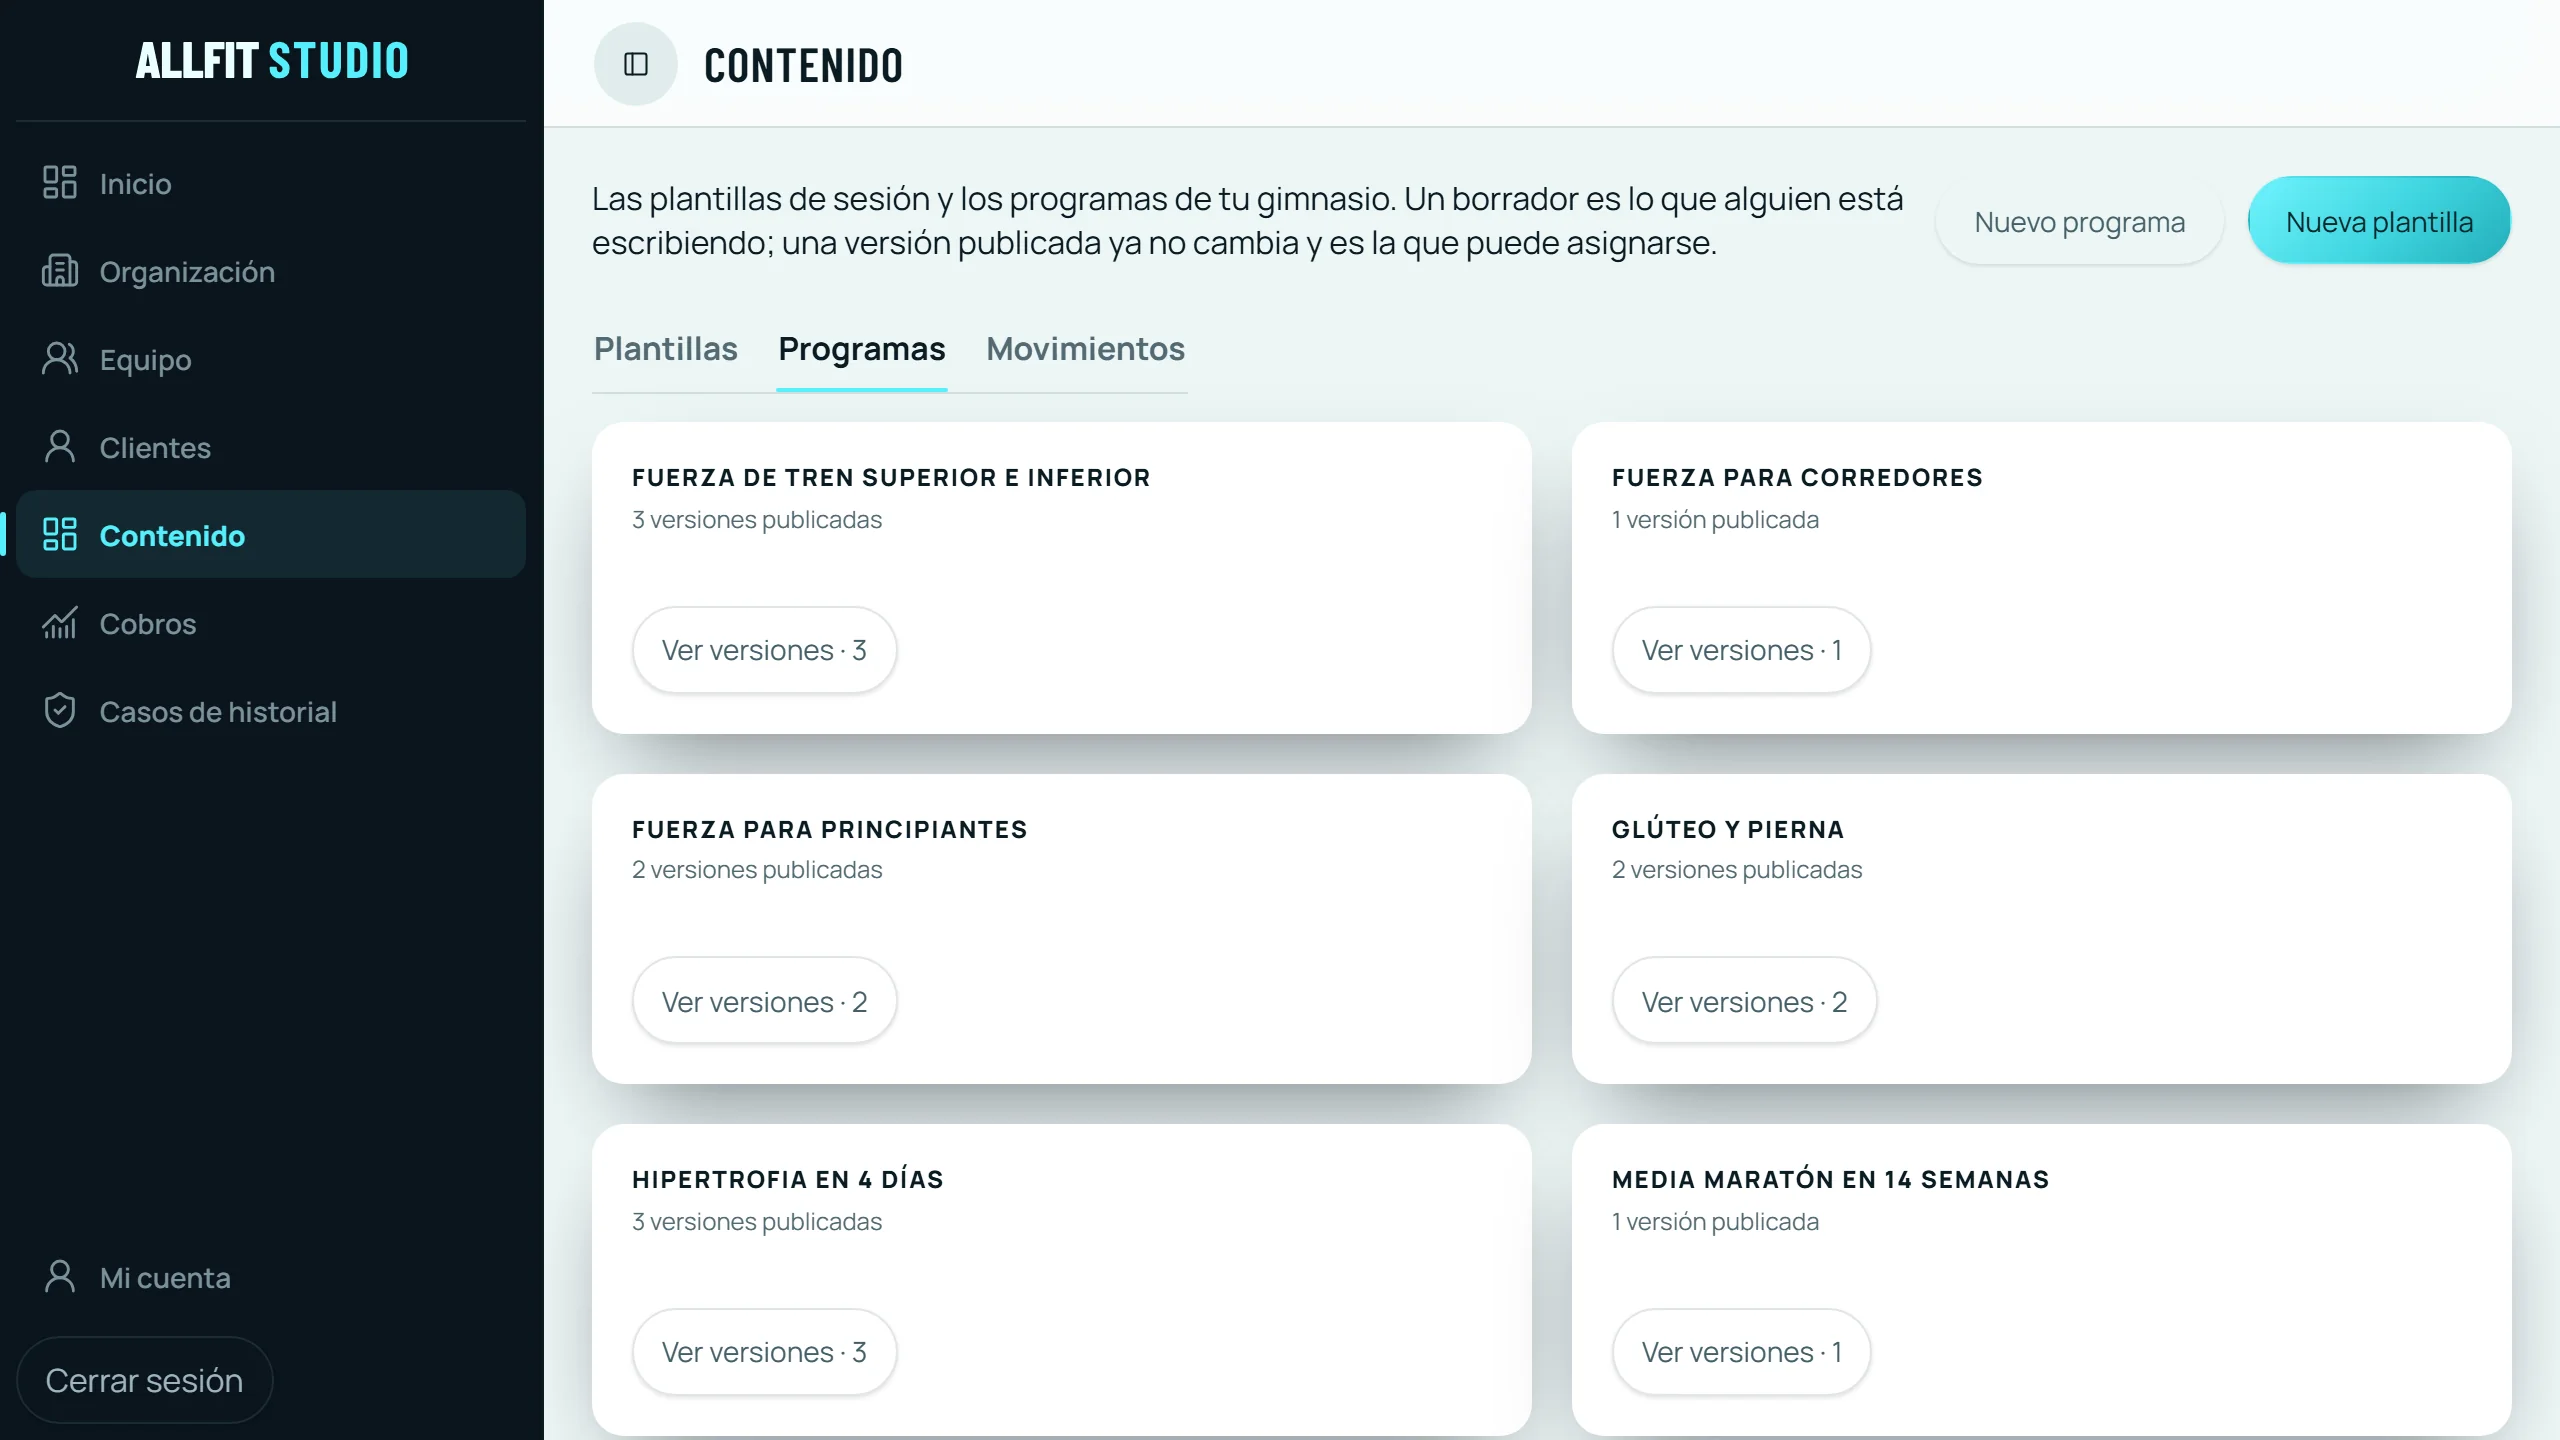 ALLFIT STUDIO
Inicio
Organización
Equipo
Clientes
Contenido
Cobros
Casos de historial
Mi cuenta
Cerrar sesión
CONTENIDO
Las plantillas de sesión y los programas de tu gimnasio. Un borrador es lo que alguien está
escribiendo; una versión publicada ya no cambia y es la que puede asignarse.
Nuevo programa
Nueva plantilla
Plantillas
Programas
Movimientos
FUERZA DE TREN SUPERIOR E INFERIOR
3 versiones publicadas
Ver versiones · 3
FUERZA PARA CORREDORES
1 versión publicada
Ver versiones · 1
FUERZA PARA PRINCIPIANTES
2 versiones publicadas
Ver versiones · 2
GLÚTEO Y PIERNA
2 versiones publicadas
Ver versiones · 2
HIPERTROFIA EN 4 DÍAS
3 versiones publicadas
Ver versiones · 3
MEDIA MARATÓN EN 14 SEMANAS
1 versión publicada
Ver versiones · 1